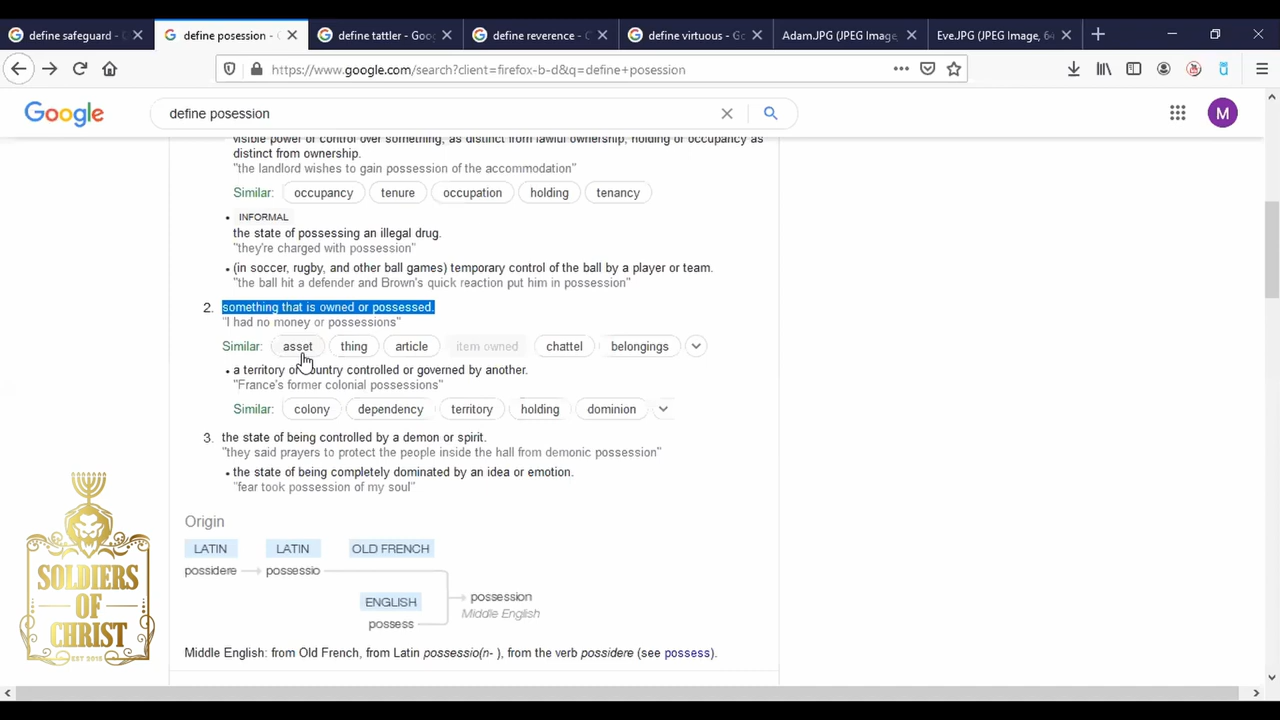 define safeguard -
define posession -
define tattler - Goo
define reverence -
define virtuous - Go
Adam.JPG (JPEG Image,
Eve.JPG (JPEG Image, 64
https://www.google.com/search?client=firefox-b-d&q=define+posession
Google
define posession
M
visible power of control over something, as distinct from lawful ownership; holding or occupancy as
distinct from ownership.
"the landlord wishes to gain possession of the accommodation"
Similar: occupancy tenure occupation holding tenancy
• INFORMAL
the state of possessing an illegal drug.
"they're charged with possession"
• (in soccer, rugby, and other ball games) temporary control of the ball by a player or team.
"the ball hit a defender and Brown's quick reaction put him in possession"
2. something that is owned or possessed.
"I had no money or possessions"
Similar: asset thing article item owned chattel belongings
• a territory or country controlled or governed by another.
"France's former colonial possessions"
Similar: colony dependency territory holding dominion
3. the state of being controlled by a demon or spirit.
"they said prayers to protect the people inside the hall from demonic possession"
• the state of being completely dominated by an idea or emotion.
"fear took possession of my soul"
Origin
LATIN LATIN OLD FRENCH
possidere possessio
ENGLISH possession
possess Middle English
Middle English: from Old French, from Latin possessio(n- ), from the verb possidere (see possess).
SOLDIERS
OF
CHRIST